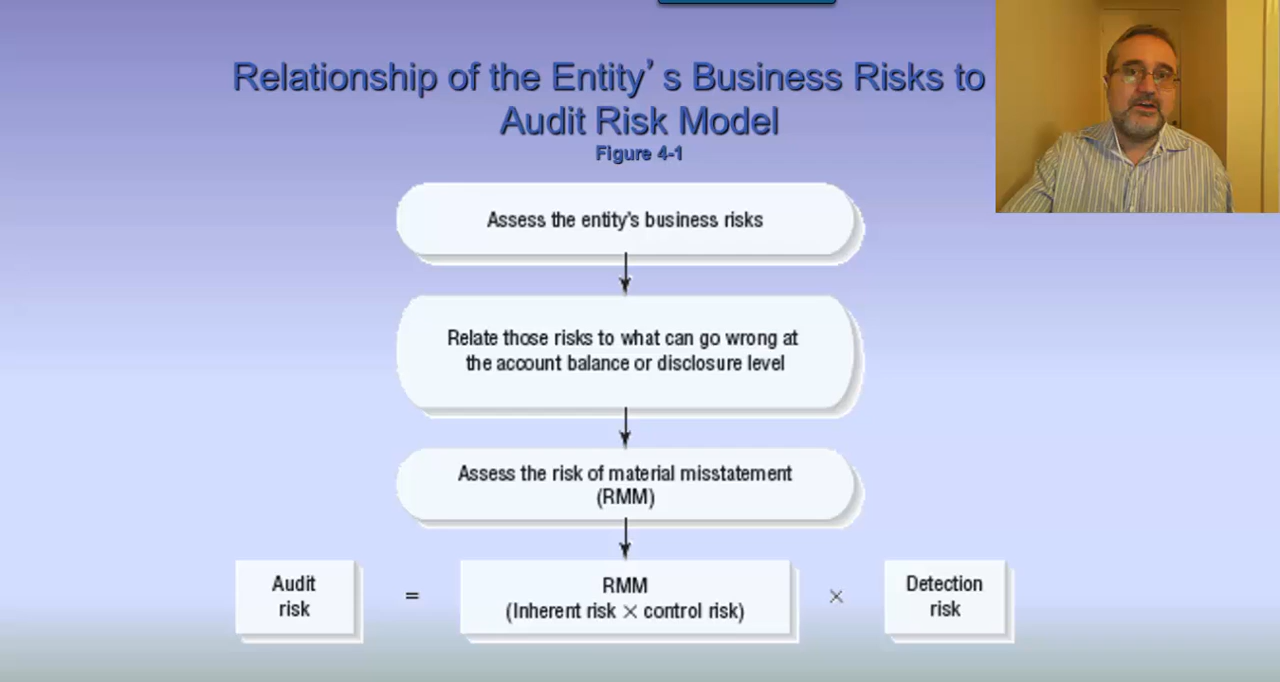 Relationship of the Entity’s Business Risks to
Audit Risk Model
Figure 4-1
Assess the entity's business risks
Relate those risks to what can go wrong at
the account balance or disclosure level
Assess the risk of material misstatement
(RMM)
Audit
risk
=
RMM
(Inherent risk × control risk)
×
Detection
risk